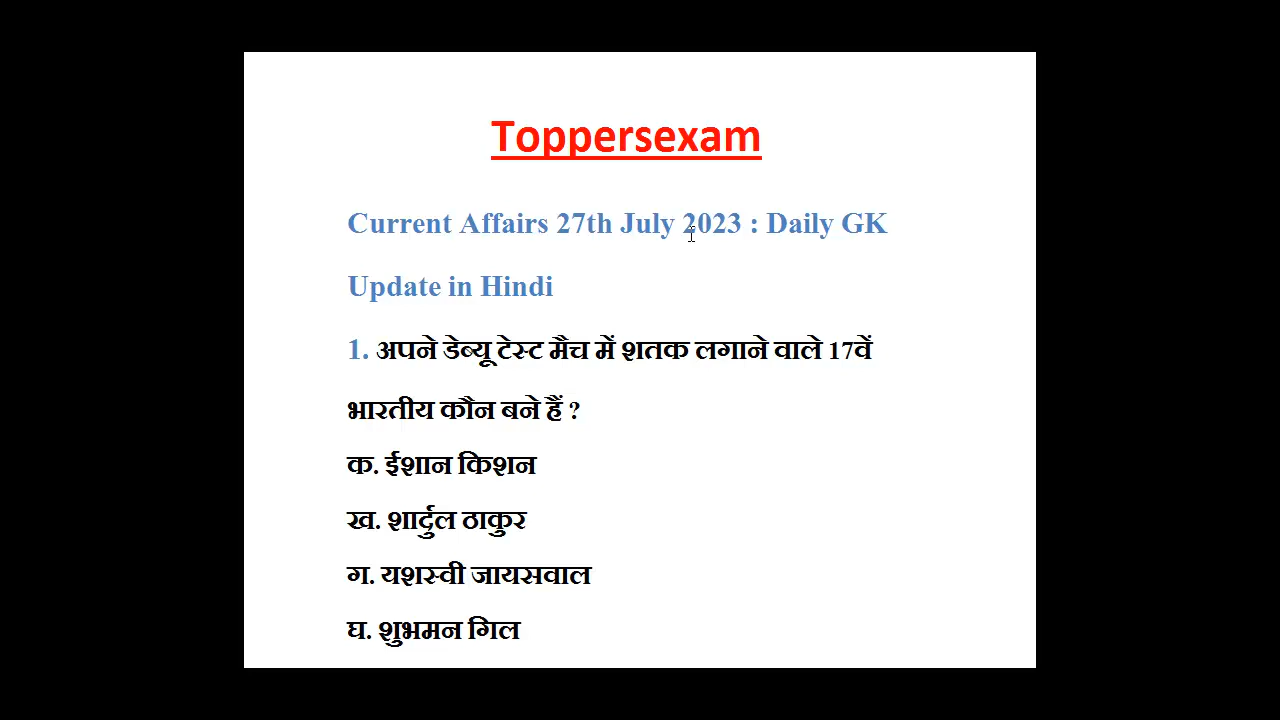 Toppersexam
Current Affairs 27th July 2023 : Daily GK
Update in Hindi
1. अपने डेब्यू टेस्ट मैच में शतक लगाने वाले 17वें
भारतीय कौन बने हैं ?
क. ईशान किशन
ख. शार्दुल ठाकुर
ग. यशस्वी जायसवाल
घ. शुभमन गिल